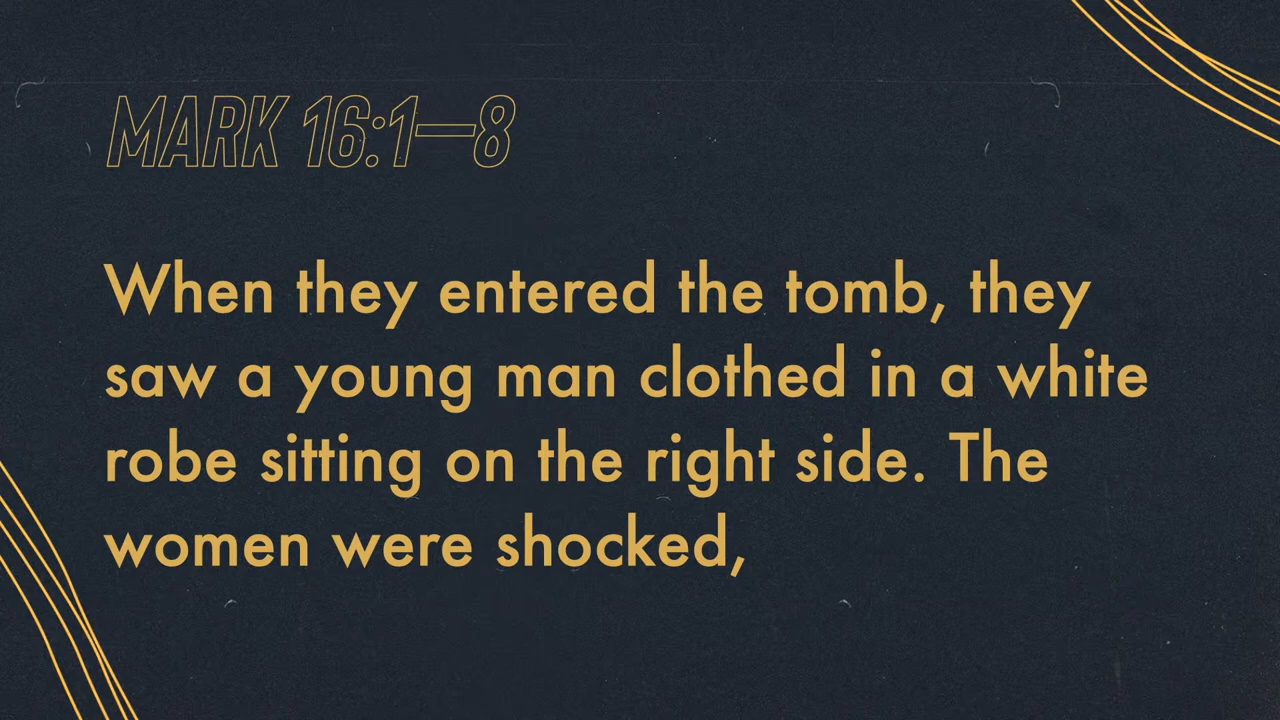 MARK 16:1—8
When they entered the tomb, they
saw a young man clothed in a white
robe sitting on the right side. The
women were shocked,